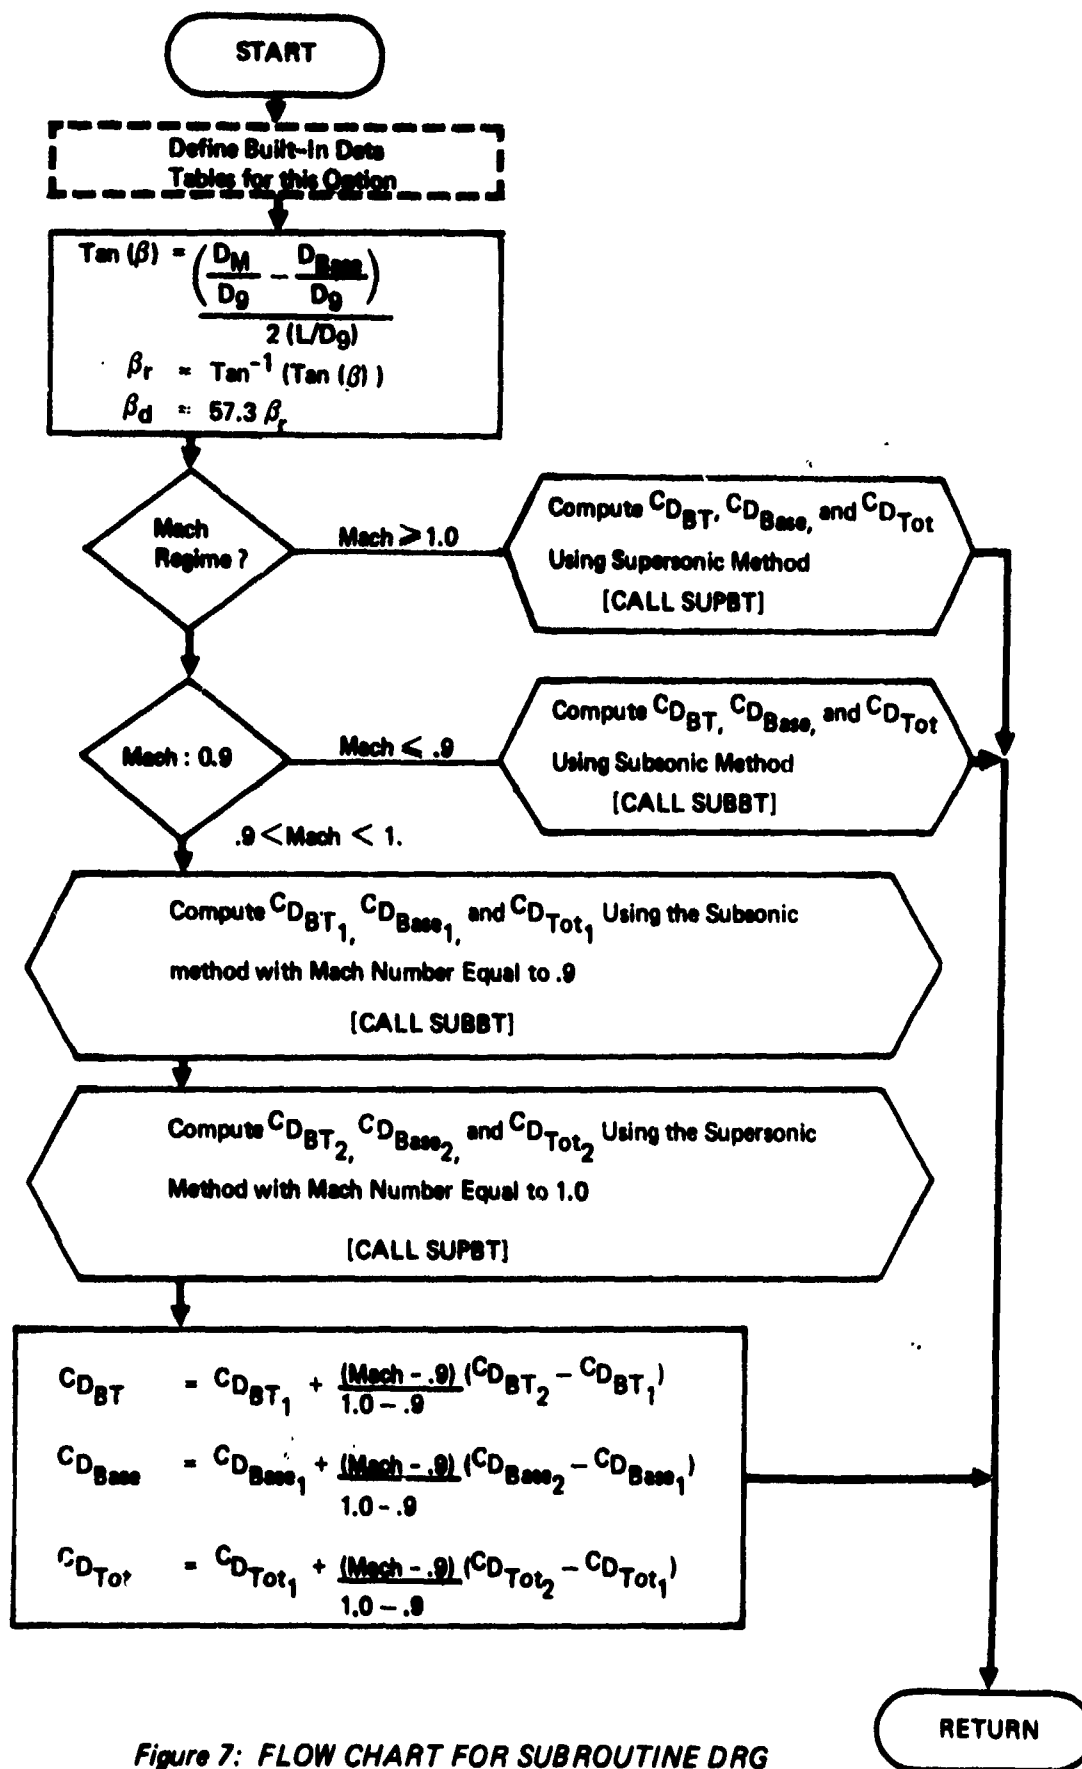 START
Define Built-In Data
Tables for this Option
Tan (β) = (D_M/D_g − D_Base/D_g) / 2 (L/D_g)
β_r = Tan^-1 (Tan (β))
β_d = 57.3 β_r
Mach
Regime ?
Mach ⩾ 1.0
Compute C_D_BT, C_D_Base, and C_D_Tot
Using Supersonic Method
[CALL SUPBT]
Mach : 0.9
Mach ⩽ .9
Compute C_D_BT, C_D_Base, and C_D_Tot
Using Subsonic Method
[CALL SUBBT]
.9 < Mach < 1.
Compute C_D_BT_1, C_D_Base_1, and C_D_Tot_1 Using the Subsonic
method with Mach Number Equal to .9
[CALL SUBBT]
Compute C_D_BT_2, C_D_Base_2, and C_D_Tot_2 Using the Supersonic
Method with Mach Number Equal to 1.0
[CALL SUPBT]
C_D_BT = C_D_BT_1 + (Mach - .9)/1.0 - .9 (C_D_BT_2 − C_D_BT_1)
C_D_Base = C_D_Base_1 + (Mach - .9)/1.0 - .9 (C_D_Base_2 − C_D_Base_1)
C_D_Tot = C_D_Tot_1 + (Mach - .9)/1.0 - .9 (C_D_Tot_2 − C_D_Tot_1)
RETURN
Figure 7: FLOW CHART FOR SUBROUTINE DRG